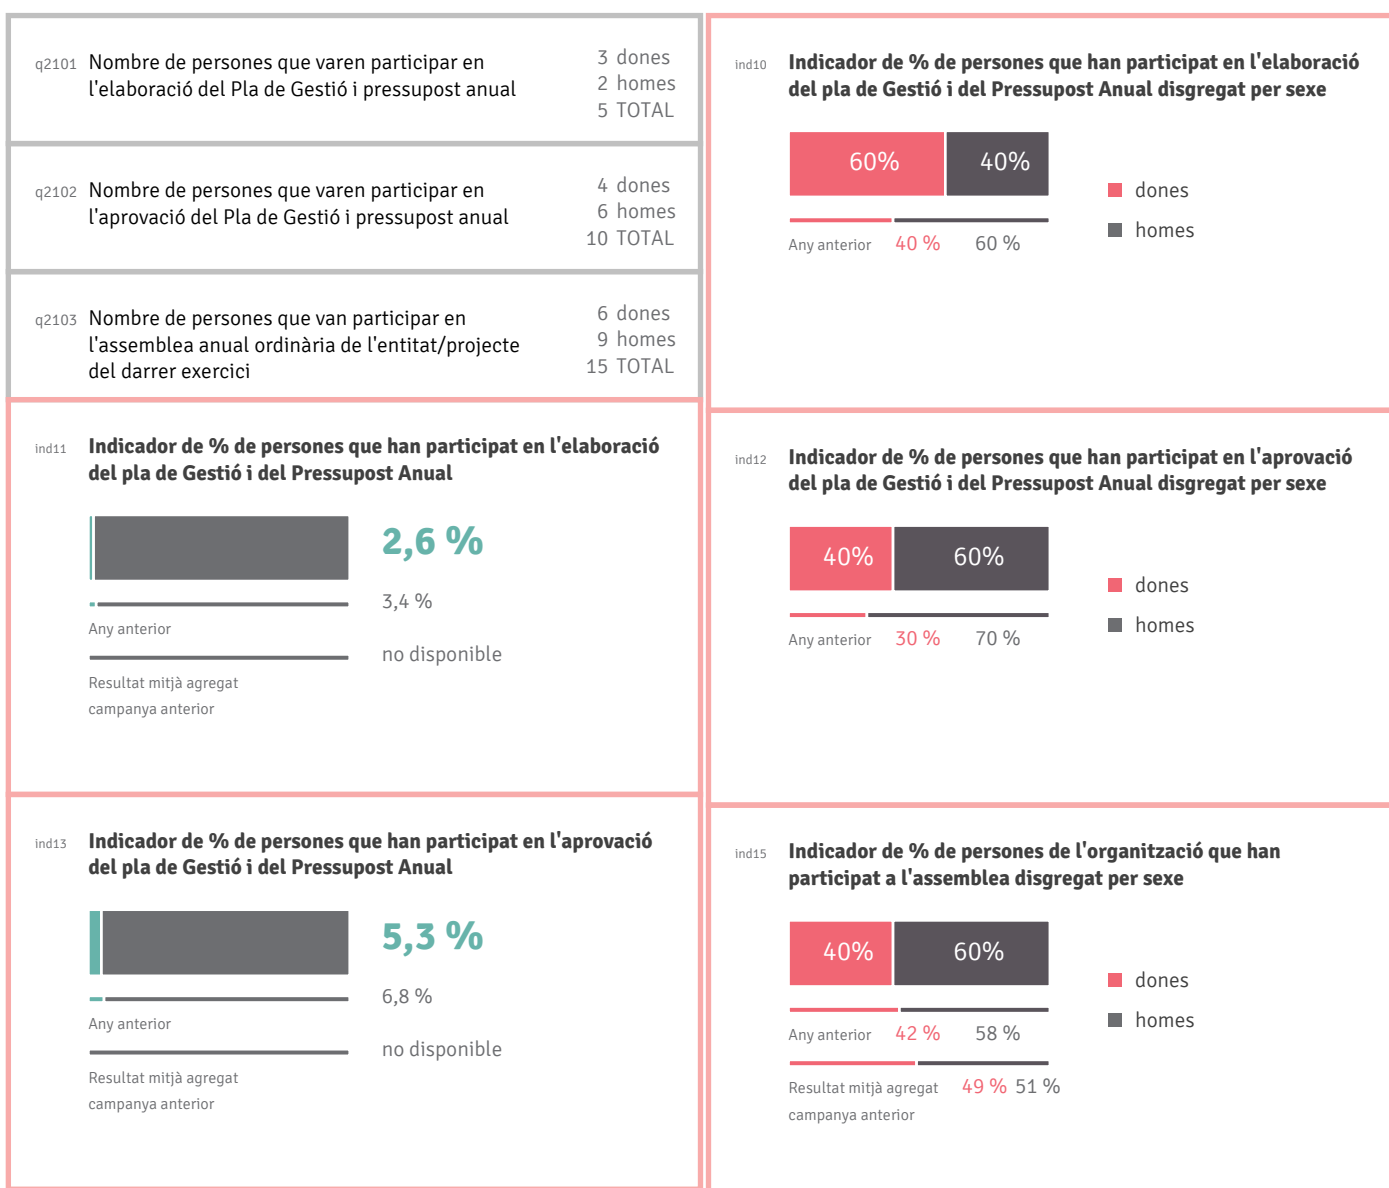 q2101 Nombre de persones que varen participar en
l'elaboració del Pla de Gestió i pressupost anual
3 dones
2 homes
5 TOTAL
q2102 Nombre de persones que varen participar en
l'aprovació del Pla de Gestió i pressupost anual
4 dones
6 homes
10 TOTAL
q2103 Nombre de persones que van participar en
l'assemblea anual ordinària de l'entitat/projecte
del darrer exercici
6 dones
9 homes
15 TOTAL
ind10 Indicador de % de persones que han participat en l'elaboració
del pla de Gestió i del Pressupost Anual disgregat per sexe
60% 40%
dones
homes
Any anterior 40 % 60 %
ind11 Indicador de % de persones que han participat en l'elaboració
del pla de Gestió i del Pressupost Anual
2,6 %
3,4 %
Any anterior
no disponible
Resultat mitjà agregat
campanya anterior
ind12 Indicador de % de persones que han participat en l'aprovació
del pla de Gestió i del Pressupost Anual disgregat per sexe
40% 60%
dones
homes
Any anterior 30 % 70 %
ind13 Indicador de % de persones que han participat en l'aprovació
del pla de Gestió i del Pressupost Anual
5,3 %
6,8 %
Any anterior
no disponible
Resultat mitjà agregat
campanya anterior
ind15 Indicador de % de persones de l'organització que han
participat a l'assemblea disgregat per sexe
40% 60%
dones
homes
Any anterior 42 % 58 %
Resultat mitjà agregat 49 % 51 %
campanya anterior